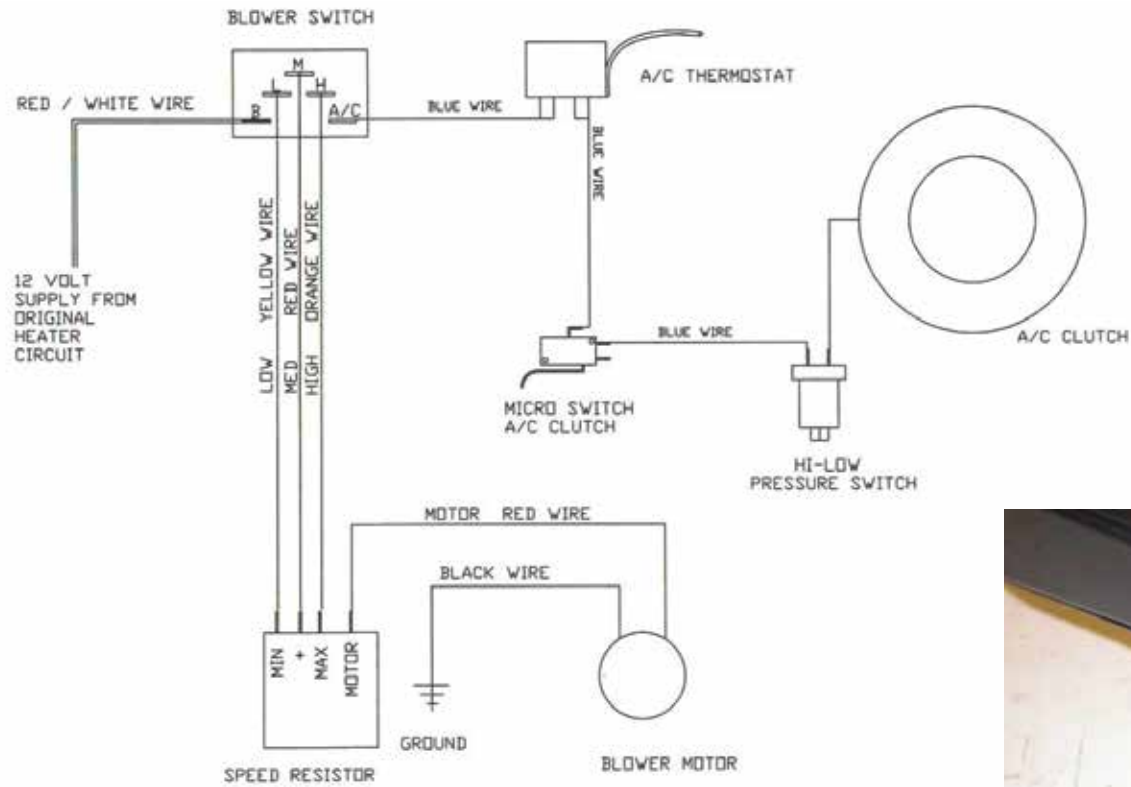 BLOWER SWITCH
M
L
H
B
A/C
RED / WHITE WIRE
BLUE WIRE
A/C THERMOSTAT
BLUE WIRE
12 VOLT
SUPPLY FROM
ORIGINAL
HEATER
CIRCUIT
LOW YELLOW WIRE
MED RED WIRE
HIGH ORANGE WIRE
BLUE WIRE
A/C CLUTCH
MICRO SWITCH
A/C CLUTCH
HI-LOW
PRESSURE SWITCH
MOTOR RED WIRE
BLACK WIRE
MIN
+
MAX
MOTOR
GROUND
SPEED RESISTOR
BLOWER MOTOR